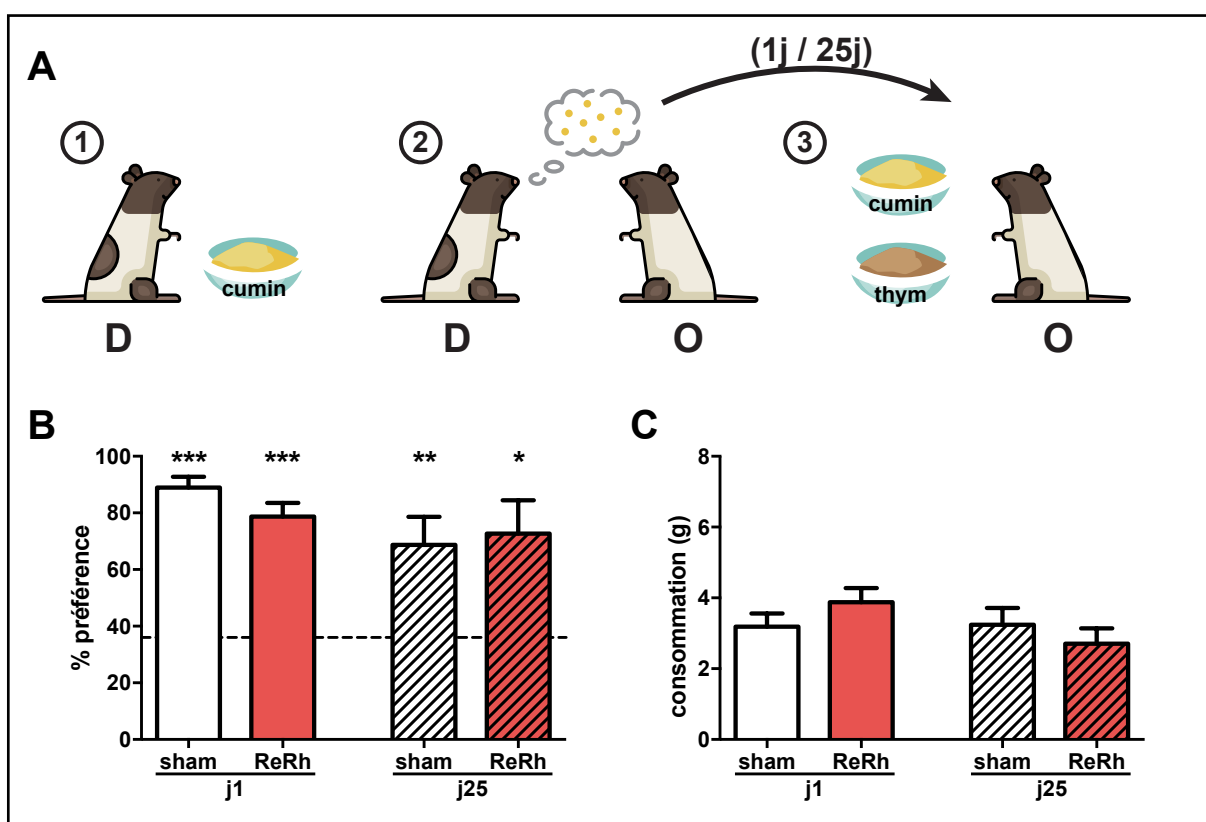 A
(1j / 25j)
1
2
3
cumin
cumin
thym
D
D
O
O
B
% préférence
100
80
60
40
20
0
***
***
**
*
sham
ReRh
sham
ReRh
j1
j25
C
consommation (g)
8
6
4
2
0
sham
ReRh
sham
ReRh
j1
j25